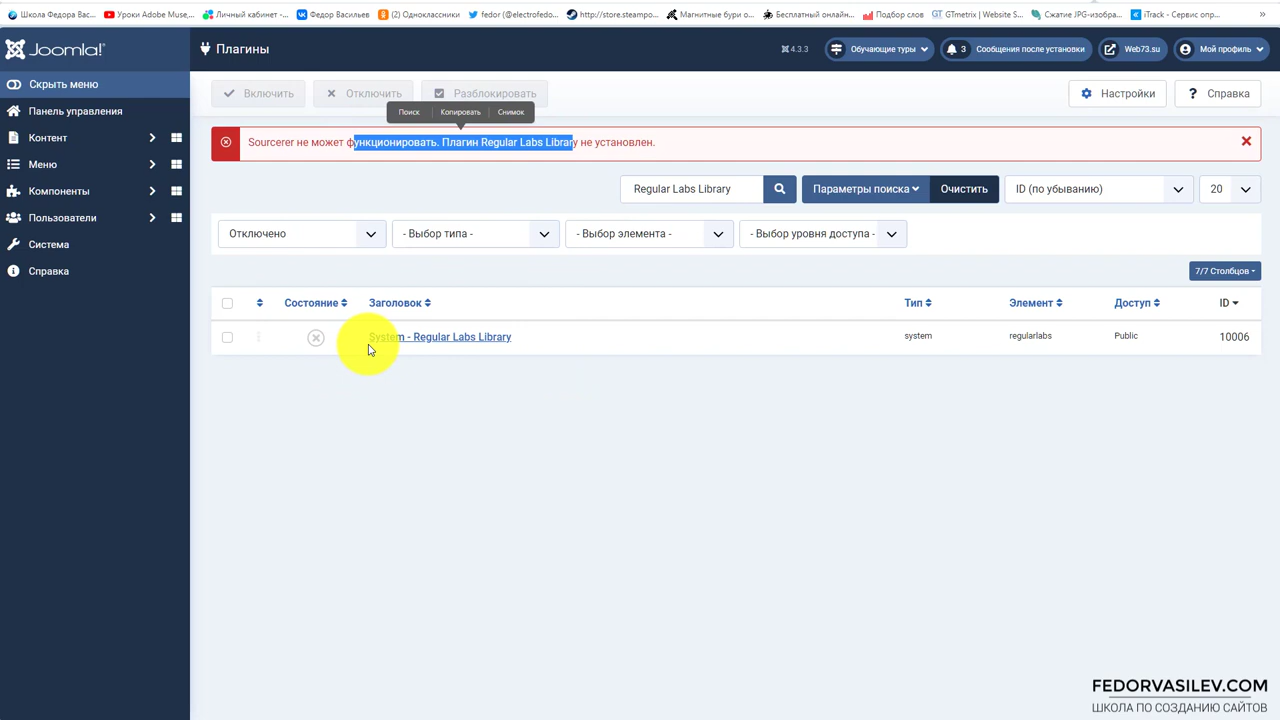 Школа Федора Вас...
Уроки Adobe Muse,...
Личный кабинет -...
Федор Васильев
(2) Одноклассники
fedor (@electrofedo...
http://store.steampo...
Магнитные бури о...
Бесплатный онлайн...
Подбор слов
GTmetrix | Website S...
Сжатие JPG-изобра...
iTrack - Сервис опр...
Joomla!
Плагины
4.3.3
Обучающие туры
3 Сообщения после установки
Web73.su
Мой профиль
Скрыть меню
Панель управления
Контент
Меню
Компоненты
Пользователи
Система
Справка
Включить
Отключить
Разблокировать
Настройки
? Справка
Поиск
Копировать
Снимок
Sourcerer не может функционировать. Плагин Regular Labs Library не установлен.
Regular Labs Library
Параметры поиска
Очистить
ID (по убыванию)
20
Отключено
- Выбор типа -
- Выбор элемента -
- Выбор уровня доступа -
7/7 Столбцов
Состояние
Заголовок
Тип
Элемент
Доступ
ID
System - Regular Labs Library
system
regularlabs
Public
10006
FEDORVASILEV.COM
ШКОЛА ПО СОЗДАНИЮ САЙТОВ